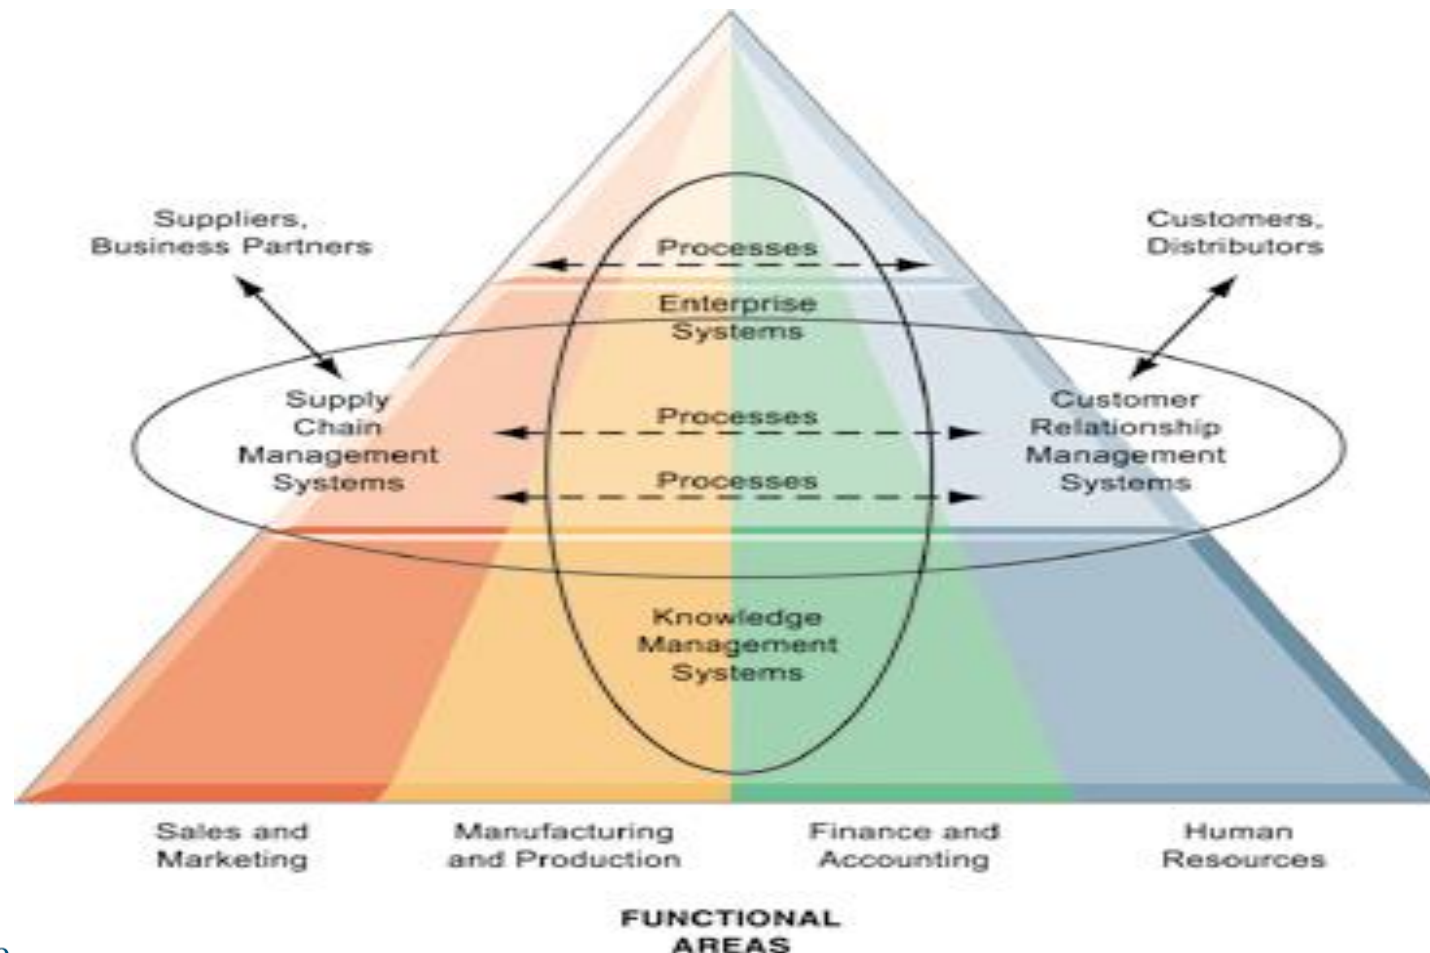 Suppliers,
Business Partners
Customers,
Distributors
Processes
Enterprise
Systems
Supply
Chain
Management
Systems
Processes
Processes
Customer
Relationship
Management
Systems
Knowledge
Management
Systems
Sales and
Marketing
Manufacturing
and Production
Finance and
Accounting
Human
Resources
FUNCTIONAL
AREAS